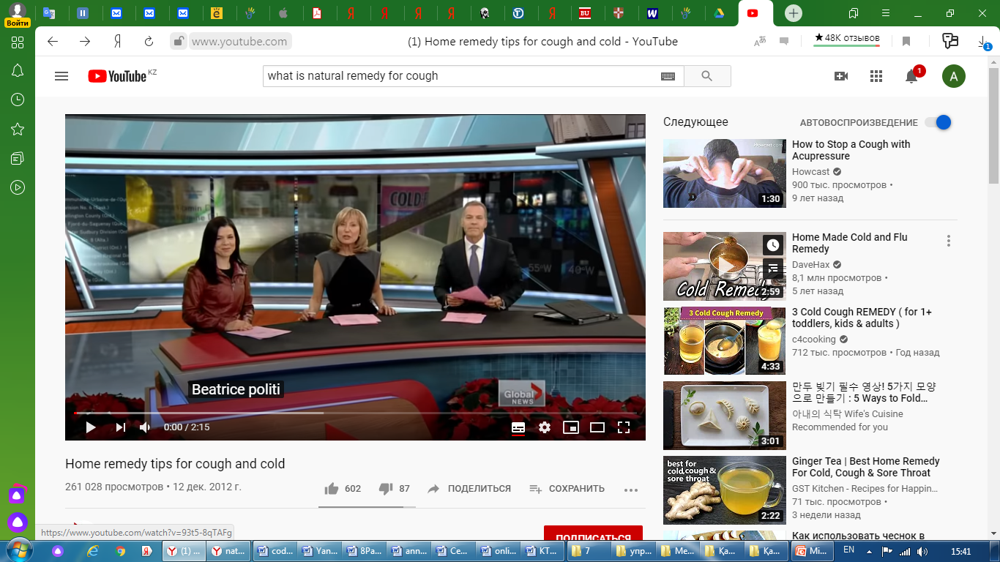 Войти
www.youtube.com
(1) Home remedy tips for cough and cold - YouTube
★ 48K отзывов
1
YouTube KZ
what is natural remedy for cough
1
A
Следующее
АВТОВОСПРОИЗВЕДЕНИЕ
How to Stop a Cough with
Acupressure
Howcast
900 тыс. просмотров •
9 лет назад
Howcast.com
1:30
Home Made Cold and Flu
Remedy
DaveHax
8,1 млн просмотров •
5 лет назад
Cold Remedy
2:59
3 Cold Cough REMEDY ( for 1+
toddlers, kids & adults )
c4cooking
712 тыс. просмотров • Год назад
3 Cold Cough Remedy
4:33
만두 빚기 필수 영상! 5가지 모양
으로 만들기 : 5 Ways to Fold...
아내의 식탁 Wife's Cuisine
Recommended for you
3:01
Ginger Tea | Best Home Remedy
For Cold, Cough & Sore Throat
GST Kitchen - Recipes for Happin...
71 тыс. просмотров •
3 недели назад
best for
cold,cough &
sore throat
2:22
Как использовать чеснок в
COLD
55°W
40°W
Beatrice politi
Global
NEWS
0:00 / 2:15
Home remedy tips for cough and cold
261 028 просмотров • 12 дек. 2012 г.
602
87
ПОДЕЛИТЬСЯ
СОХРАНИТЬ
ПОДПИСАТЬСЯ
https://www.youtube.com/watch?v=93t5-8qTAFg
(1) ...
nat...
cod...
Yan...
8Pa...
ann...
Ce...
onli...
KT...
7
упр...
Me...
Қа...
Қа...
Mi...
EN
15:41